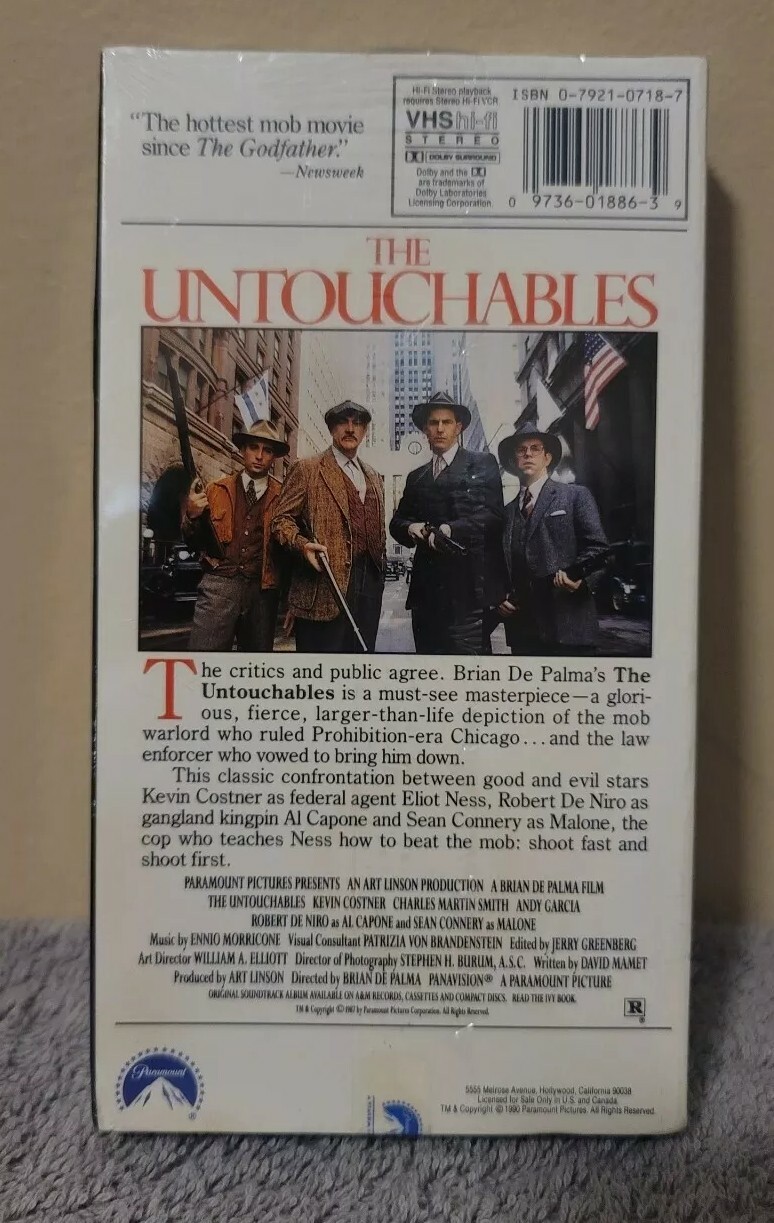 "The hottest mob movie
since The Godfather."
—Newsweek
Hi-Fi Stereo playback
requires Stereo Hi-Fi VCR
VHS hi-fi
STEREO
DOLBY SURROUND
Dolby and the
are trademarks of
Dolby Laboratories
Licensing Corporation.
ISBN 0-7921-0718-7
0 9736-01886-3 9
THE
UNTOUCHABLES
The critics and public agree. Brian De Palma's The
Untouchables is a must-see masterpiece—a glori-
ous, fierce, larger-than-life depiction of the mob
warlord who ruled Prohibition-era Chicago...and the law
enforcer who vowed to bring him down.
This classic confrontation between good and evil stars
Kevin Costner as federal agent Eliot Ness, Robert De Niro as
gangland kingpin Al Capone and Sean Connery as Malone, the
cop who teaches Ness how to beat the mob: shoot fast and
shoot first.
PARAMOUNT PICTURES PRESENTS AN ART LINSON PRODUCTION A BRIAN DE PALMA FILM
THE UNTOUCHABLES KEVIN COSTNER CHARLES MARTIN SMITH ANDY GARCIA
ROBERT DE NIRO as AL CAPONE and SEAN CONNERY as MALONE
Music by ENNIO MORRICONE Visual Consultant PATRIZIA VON BRANDENSTEIN Edited by JERRY GREENBERG
Art Director WILLIAM A. ELLIOTT Director of Photography STEPHEN H. BURUM, A.S.C. Written by DAVID MAMET
Produced by ART LINSON Directed by BRIAN DE PALMA PANAVISION® A PARAMOUNT PICTURE
ORIGINAL SOUNDTRACK ALBUM AVAILABLE ON A&M RECORDS, CASSETTES AND COMPACT DISCS. READ THE IVY BOOK.
TM & Copyright © 1987 by Paramount Pictures Corporation. All Rights Reserved.
R
®
Paramount
®
5555 Melrose Avenue, Hollywood, California 90038
Licensed for Sale Only in U.S. and Canada.
TM & Copyright © 1990 Paramount Pictures. All Rights Reserved.